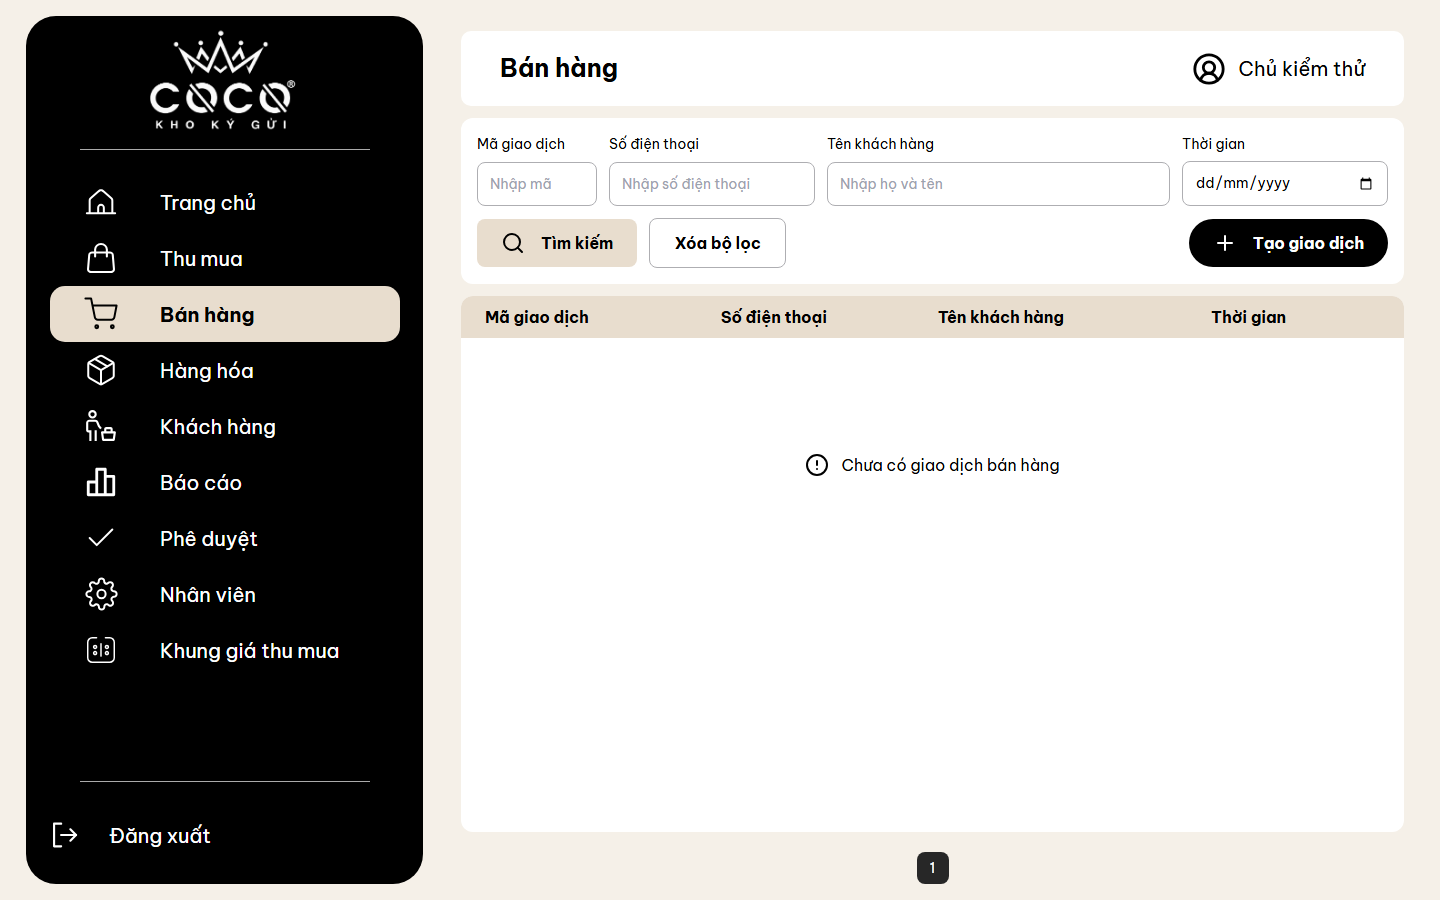 COCO®
KHO KÝ GỬI
Trang chủ
Thu mua
Bán hàng
Hàng hóa
Khách hàng
Báo cáo
Phê duyệt
Nhân viên
Khung giá thu mua
Đăng xuất
Bán hàng
Chủ kiểm thử
Mã giao dịch Số điện thoại Tên khách hàng Thời gian
Nhập mã Nhập số điện thoại Nhập họ và tên dd/mm/yyyy
Tìm kiếm Xóa bộ lọc Tạo giao dịch
Mã giao dịch Số điện thoại Tên khách hàng Thời gian
Chưa có giao dịch bán hàng
1